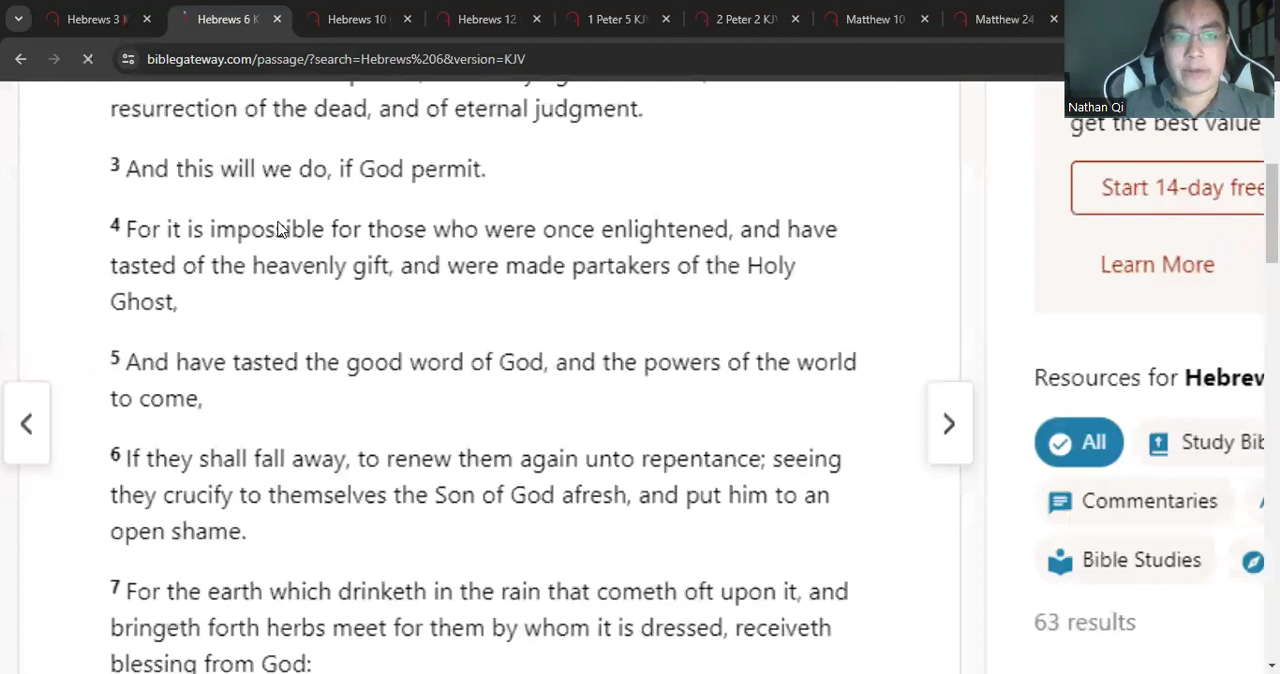 Hebrews 3 K
Hebrews 6 K
Hebrews 10
Hebrews 12
1 Peter 5 KJ
2 Peter 2 KJ
Matthew 10
Matthew 24
biblegateway.com/passage/?search=Hebrews%206&version=KJV
Nathan Qi
resurrection of the dead, and of eternal judgment.
3 And this will we do, if God permit.
4 For it is impossible for those who were once enlightened, and have
tasted of the heavenly gift, and were made partakers of the Holy
Ghost,
5 And have tasted the good word of God, and the powers of the world
to come,
6 If they shall fall away, to renew them again unto repentance; seeing
they crucify to themselves the Son of God afresh, and put him to an
open shame.
7 For the earth which drinketh in the rain that cometh oft upon it, and
bringeth forth herbs meet for them by whom it is dressed, receiveth
blessing from God:
get the best value
Start 14-day free
Learn More
Resources for Hebrew
All
Study Bib
Commentaries
Bible Studies
63 results